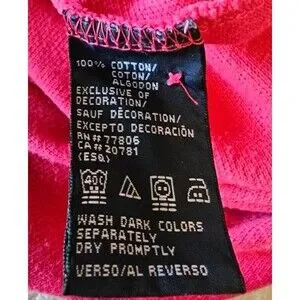 100% COTTON/
COTON/
ALGODON
EXCLUSIVE OF
DECORATION/
SAUF DÉCORATION/
EXCEPTO DECORACIÓN
RN#77806
CA#20781
(ESQ)
40C
WASH DARK COLORS
SEPARATELY
DRY PROMPTLY
VERSO/AL REVERSO